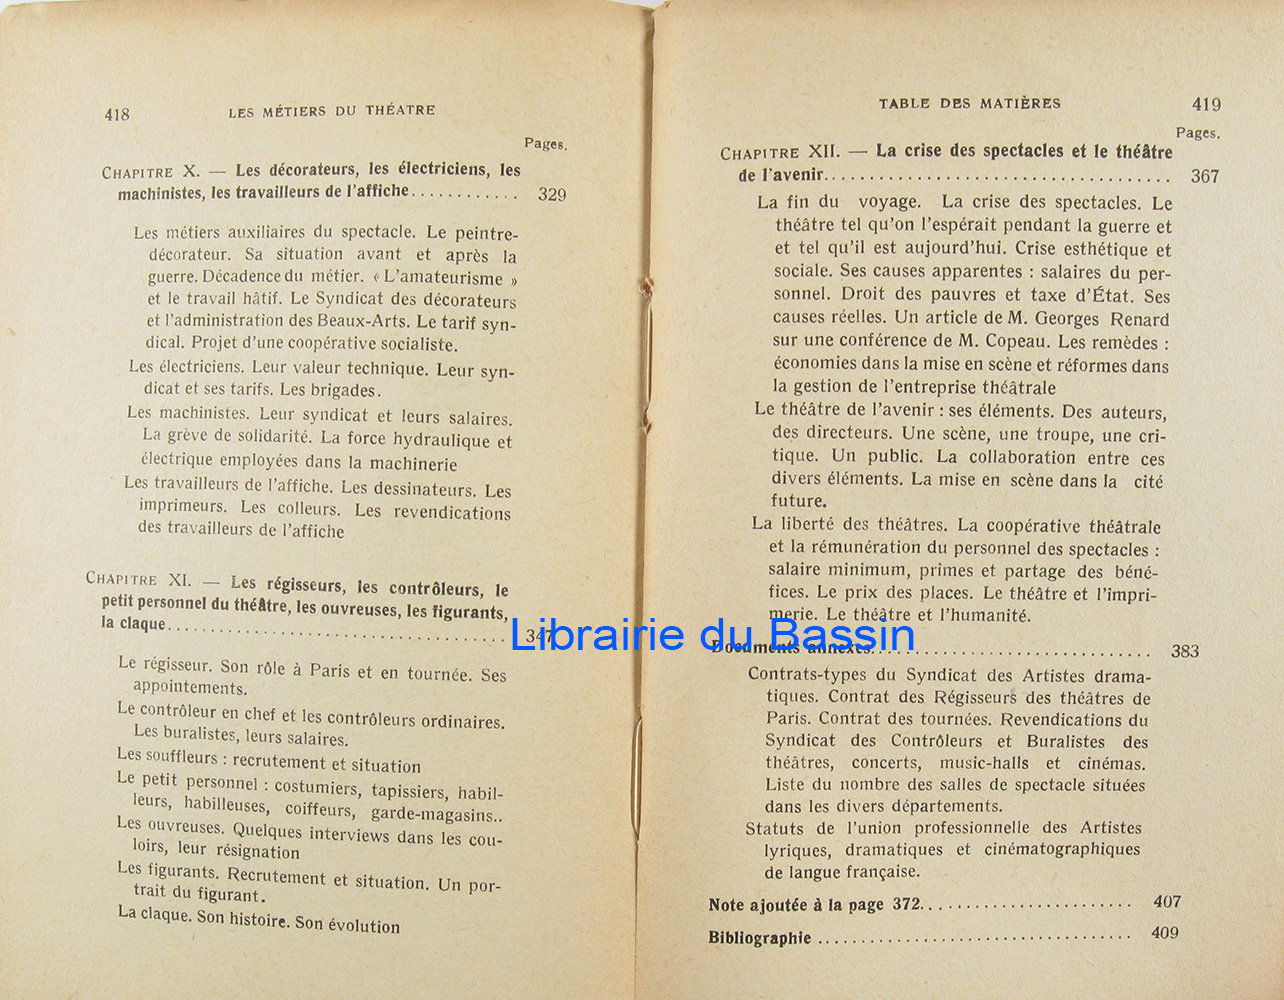 418 LES MÉTIERS DU THÉATRE
Pages.
CHAPITRE X. — Les décorateurs, les électriciens, les
machinistes, les travailleurs de l'affiche............ 329
Les métiers auxiliaires du spectacle. Le peintre-
décorateur. Sa situation avant et après la
guerre. Décadence du métier. « L'amateurisme »
et le travail hâtif. Le Syndicat des décorateurs
et l'administration des Beaux-Arts. Le tarif syn-
dical. Projet d'une coopérative socialiste.
Les électriciens. Leur valeur technique. Leur syn-
dicat et ses tarifs. Les brigades.
Les machinistes. Leur syndicat et leurs salaires.
La grève de solidarité. La force hydraulique et
électrique employées dans la machinerie
Les travailleurs de l'affiche. Les dessinateurs. Les
imprimeurs. Les colleurs. Les revendications
des travailleurs de l'affiche
CHAPITRE XI. — Les régisseurs, les contrôleurs, le
petit personnel du théâtre, les ouvreuses, les figurants,
la claque..................................... 347
Le régisseur. Son rôle à Paris et en tournée. Ses
appointements.
Le contrôleur en chef et les contrôleurs ordinaires.
Les buralistes, leurs salaires.
Les souffleurs : recrutement et situation
Le petit personnel : costumiers, tapissiers, habil-
leurs, habilleuses, coiffeurs, garde-magasins..
Les ouvreuses. Quelques interviews dans les cou-
loirs, leur résignation
Les figurants. Recrutement et situation. Un por-
trait du figurant.
La claque. Son histoire. Son évolution
TABLE DES MATIÈRES 419
Pages.
CHAPITRE XII. — La crise des spectacles et le théâtre
de l'avenir..................................... 367
La fin du voyage. La crise des spectacles. Le
théâtre tel qu'on l'espérait pendant la guerre et
et tel qu'il est aujourd'hui. Crise esthétique et
sociale. Ses causes apparentes : salaires du per-
sonnel. Droit des pauvres et taxe d'État. Ses
causes réelles. Un article de M. Georges Renard
sur une conférence de M. Copeau. Les remèdes :
économies dans la mise en scène et réformes dans
la gestion de l'entreprise théâtrale
Le théâtre de l'avenir : ses éléments. Des auteurs,
des directeurs. Une scène, une troupe, une cri-
tique. Un public. La collaboration entre ces
divers éléments. La mise en scène dans la cité
future.
La liberté des théâtres. La coopérative théâtrale
et la rémunération du personnel des spectacles :
salaire minimum, primes et partage des béné-
fices. Le prix des places. Le théâtre et l'impri-
merie. Le théâtre et l'humanité.
Librairie du Bassin
Documents annexes.............................. 383
Contrats-types du Syndicat des Artistes drama-
tiques. Contrat des Régisseurs des théâtres de
Paris. Contrat des tournées. Revendications du
Syndicat des Contrôleurs et Buralistes des
théâtres, concerts, music-halls et cinémas.
Liste du nombre des salles de spectacle situées
dans les divers départements.
Statuts de l'union professionnelle des Artistes
lyriques, dramatiques et cinématographiques
de langue française.
Note ajoutée à la page 372........................ 407
Bibliographie .................................... 409